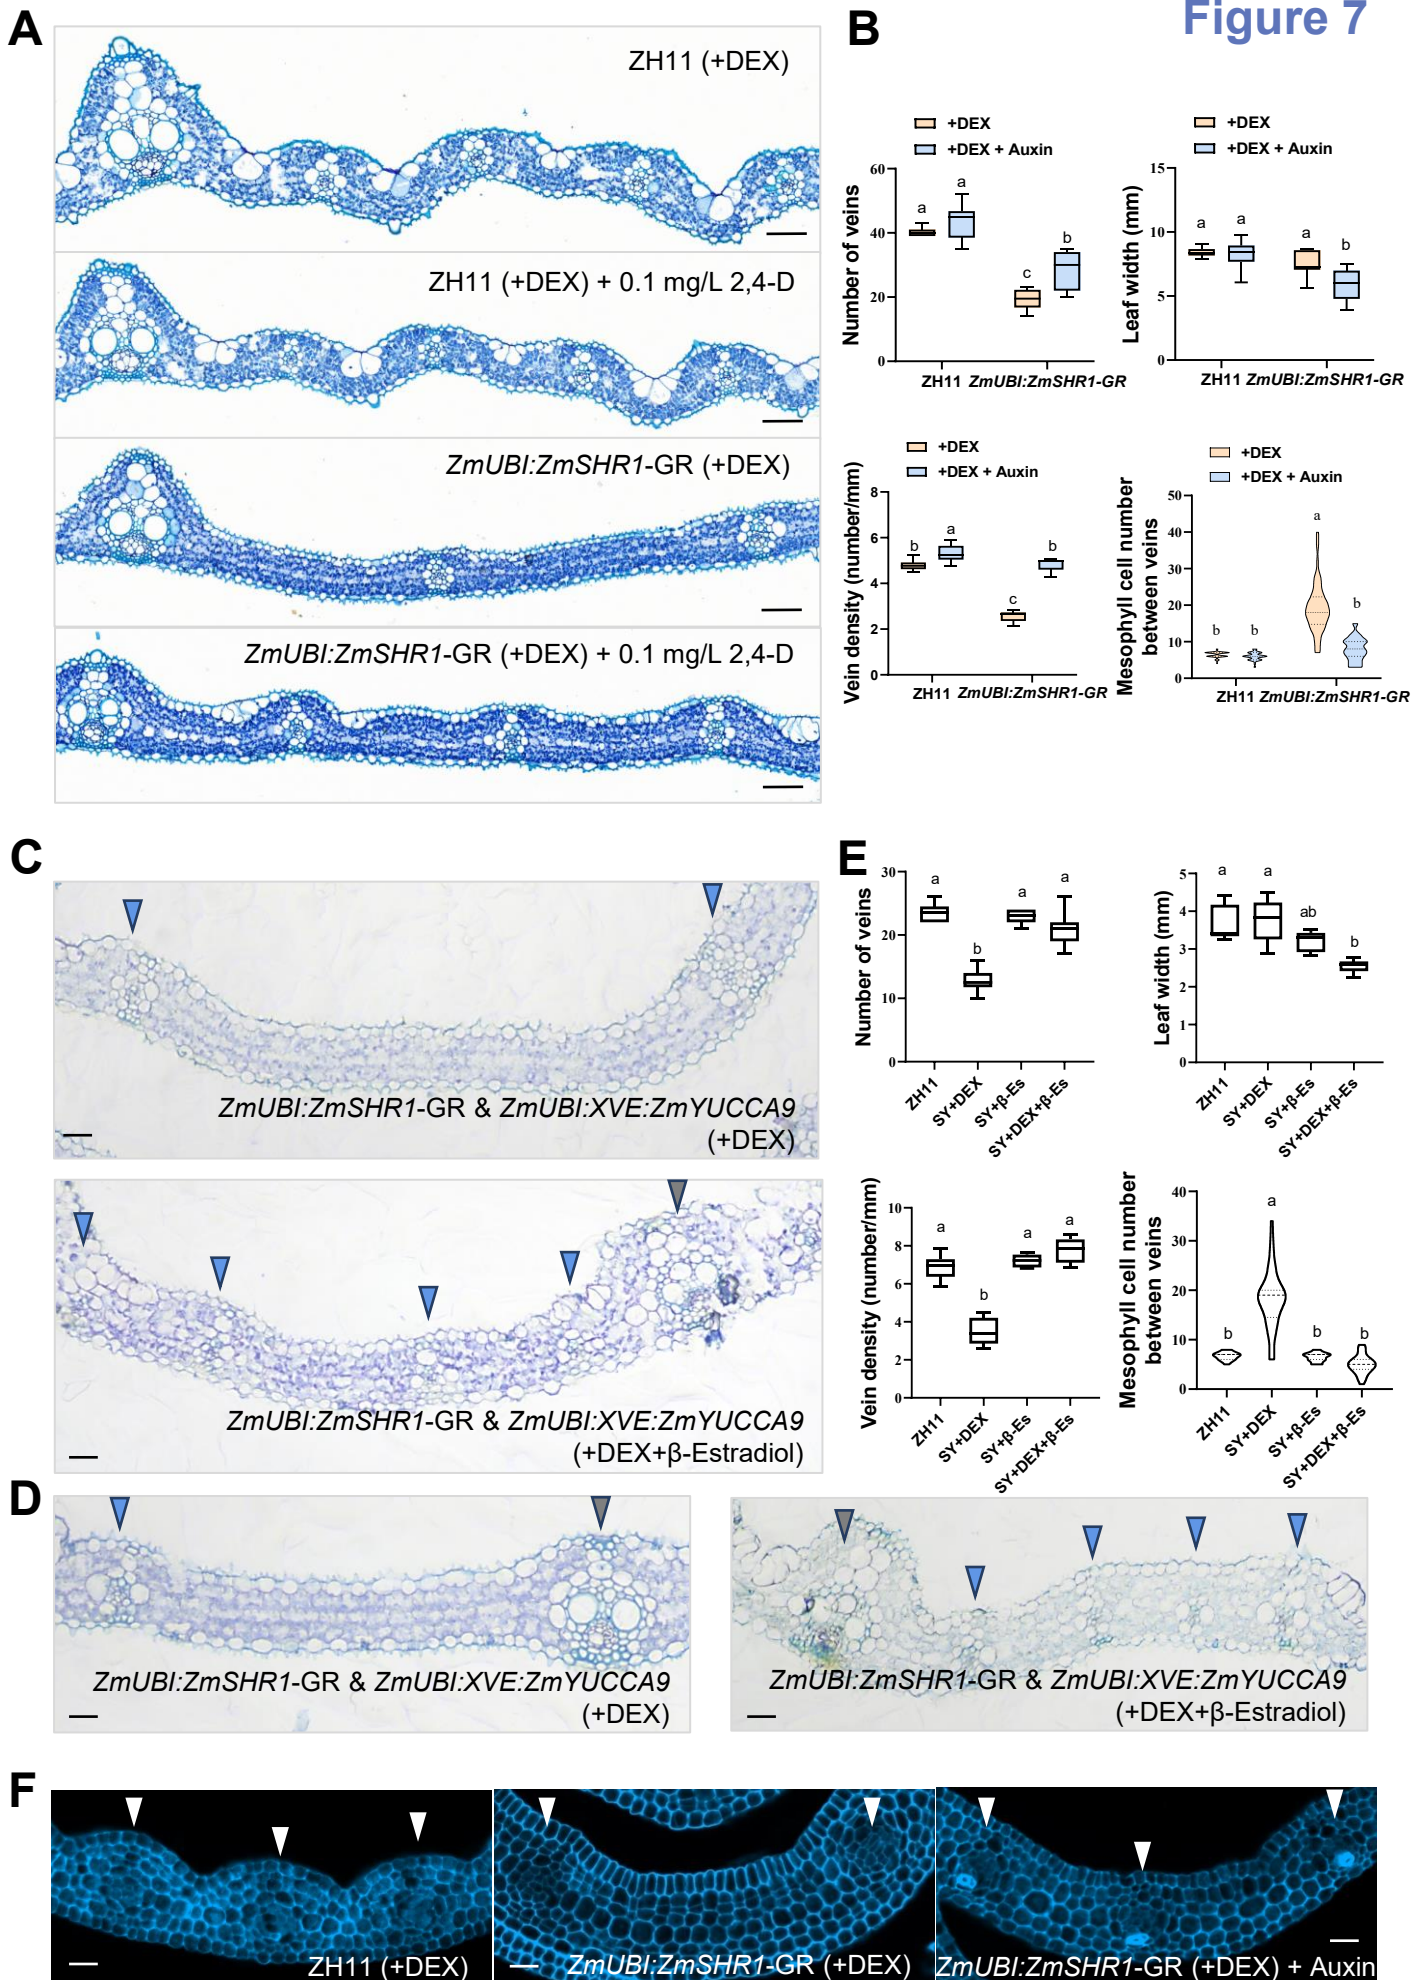 Figure 7
A
ZH11 (+DEX)
ZH11 (+DEX) + 0.1 mg/L 2,4-D
ZmUBI:ZmSHR1-GR (+DEX)
ZmUBI:ZmSHR1-GR (+DEX) + 0.1 mg/L 2,4-D
B
+DEX
+DEX + Auxin
Number of veins
60
40
20
0
a
a
c
b
ZH11
ZmUBI:ZmSHR1-GR
+DEX
+DEX + Auxin
Leaf width (mm)
15
10
5
0
a
a
a
b
ZH11
ZmUBI:ZmSHR1-GR
+DEX
+DEX + Auxin
Vein density (number/mm)
8
6
4
2
0
b
a
c
b
ZH11
ZmUBI:ZmSHR1-GR
+DEX
+DEX + Auxin
Mesophyll cell number
between veins
50
40
30
20
10
0
b
b
a
b
ZH11
ZmUBI:ZmSHR1-GR
C
ZmUBI:ZmSHR1-GR & ZmUBI:XVE:ZmYUCCA9
(+DEX)
ZmUBI:ZmSHR1-GR & ZmUBI:XVE:ZmYUCCA9
(+DEX+β-Estradiol)
D
ZmUBI:ZmSHR1-GR & ZmUBI:XVE:ZmYUCCA9
(+DEX)
ZmUBI:ZmSHR1-GR & ZmUBI:XVE:ZmYUCCA9
(+DEX+β-Estradiol)
E
Number of veins
30
20
10
0
a
b
a
a
ZH11
SY+DEX
SY+β-Es
SY+DEX+β-Es
Leaf width (mm)
5
4
3
2
1
0
a
a
ab
b
ZH11
SY+DEX
SY+β-Es
SY+DEX+β-Es
Vein density (number/mm)
10
8
6
4
2
0
a
b
a
a
ZH11
SY+DEX
SY+β-Es
SY+DEX+β-Es
Mesophyll cell number
between veins
40
30
20
10
0
b
a
b
b
ZH11
SY+DEX
SY+β-Es
SY+DEX+β-Es
F
ZH11 (+DEX)
ZmUBI:ZmSHR1-GR (+DEX)
ZmUBI:ZmSHR1-GR (+DEX) + Auxin